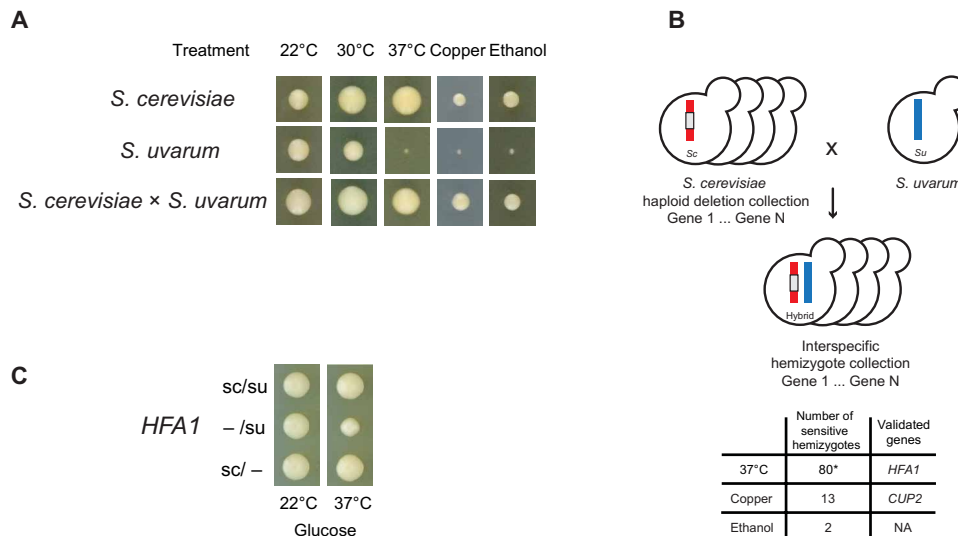 A
Treatment 22°C 30°C 37°C Copper Ethanol
S. cerevisiae
S. uvarum
S. cerevisiae × S. uvarum
B
Sc
x
Su
S. cerevisiae
haploid deletion collection
Gene 1 ... Gene N
S. uvarum
Hybrid
Interspecific
hemizygote collection
Gene 1 ... Gene N
Number of sensitive hemizygotes Validated genes
37°C 80* HFA1
Copper 13 CUP2
Ethanol 2 NA
C
HFA1
sc/su
– /su
sc/ –
22°C 37°C
Glucose